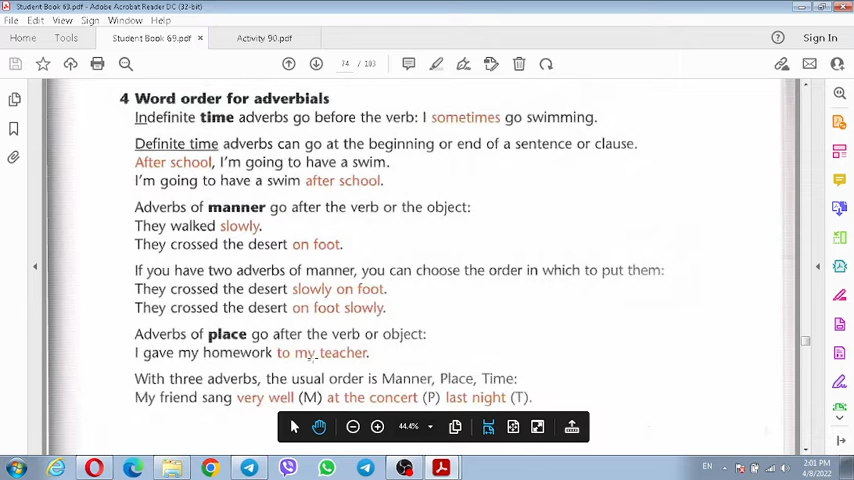 Student Book 69.pdf - Adobe Acrobat Reader DC (32-bit)
File Edit View Sign Window Help
Home Tools Student Book 69.pdf × Activity 90.pdf Sign In
74 / 103
4 Word order for adverbials
Indefinite time adverbs go before the verb: I sometimes go swimming.
Definite time adverbs can go at the beginning or end of a sentence or clause.
After school, I'm going to have a swim.
I'm going to have a swim after school.
Adverbs of manner go after the verb or the object:
They walked slowly.
They crossed the desert on foot.
If you have two adverbs of manner, you can choose the order in which to put them:
They crossed the desert slowly on foot.
They crossed the desert on foot slowly.
Adverbs of place go after the verb or object:
I gave my homework to my teacher.
With three adverbs, the usual order is Manner, Place, Time:
My friend sang very well (M) at the concert (P) last night (T).
44.4%
EN 2:01 PM
4/8/2022